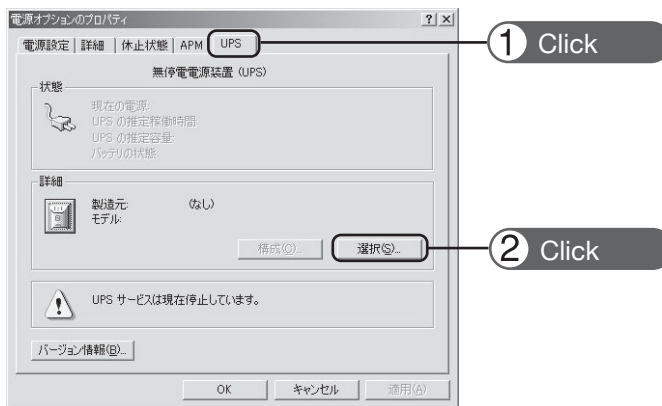 電源オプションのプロパティ
電源設定 詳細 休止状態 APM UPS
① Click
無停電電源装置 (UPS)
状態
現在の電源:
UPS の推定稼働時間:
UPS の推定容量:
バッテリの状態:
詳細
製造元: (なし)
モデル:
構成(C)... 選択(S)...
② Click
UPS サービスは現在停止しています。
バージョン情報(B)...
OK キャンセル 適用(A)